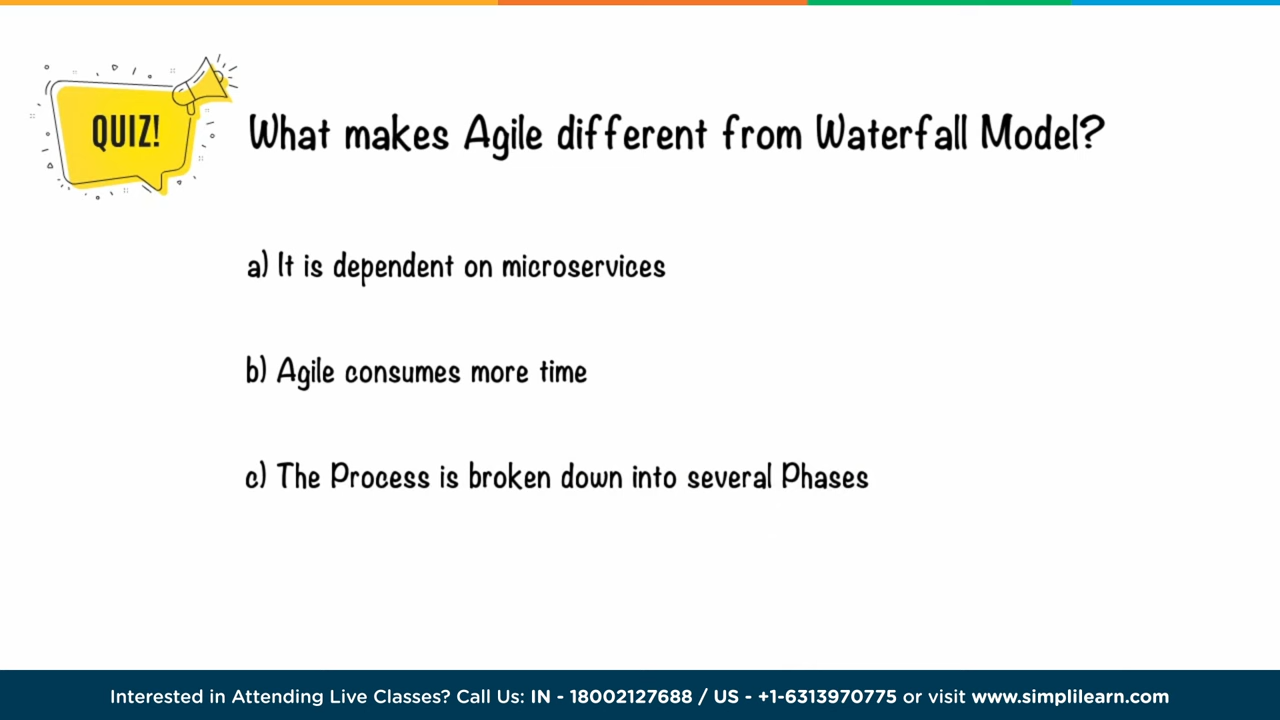 QUIZ!
What makes Agile different from Waterfall Model?
a) It is dependent on microservices
b) Agile consumes more time
c) The Process is broken down into several Phases
Interested in Attending Live Classes? Call Us: IN - 18002127688 / US - +1-6313970775 or visit www.simplilearn.com